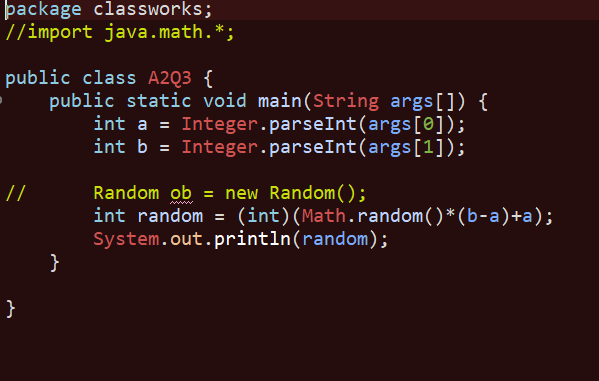 package classworks;
//import java.math.*;
public class A2Q3 {
public static void main(String args[]) {
int a = Integer.parseInt(args[0]);
int b = Integer.parseInt(args[1]);
// Random ob = new Random();
int random = (int)(Math.random()*(b-a)+a);
System.out.println(random);
}
}